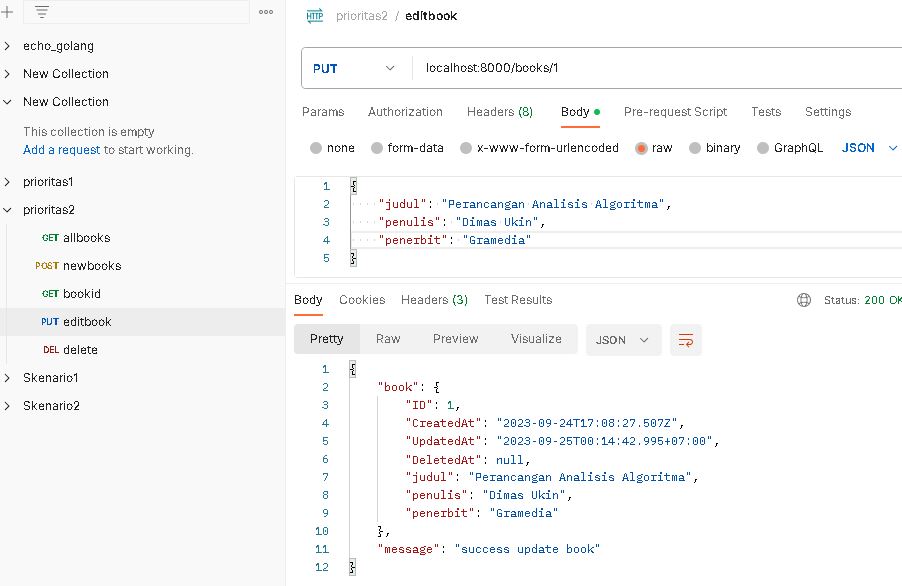 prioritas2 / editbook
echo_golang
New Collection
New Collection
This collection is empty
Add a request to start working.
prioritas1
prioritas2
GET allbooks
POST newbooks
GET bookid
PUT editbook
DEL delete
Skenario1
Skenario2
HTTP
PUT
localhost:8000/books/1
Params Authorization Headers (8) Body Pre-request Script Tests Settings
none form-data x-www-form-urlencoded raw binary GraphQL JSON
1 {
2 "judul": "Perancangan Analisis Algoritma",
3 "penulis": "Dimas Ukin",
4 "penerbit": "Gramedia"
5 }
Body Cookies Headers (3) Test Results Status: 200 OK
Pretty Raw Preview Visualize JSON
1 {
2 "book": {
3 "ID": 1,
4 "CreatedAt": "2023-09-24T17:08:27.507Z",
5 "UpdatedAt": "2023-09-25T00:14:42.995+07:00",
6 "DeletedAt": null,
7 "judul": "Perancangan Analisis Algoritma",
8 "penulis": "Dimas Ukin",
9 "penerbit": "Gramedia"
10 },
11 "message": "success update book"
12 }